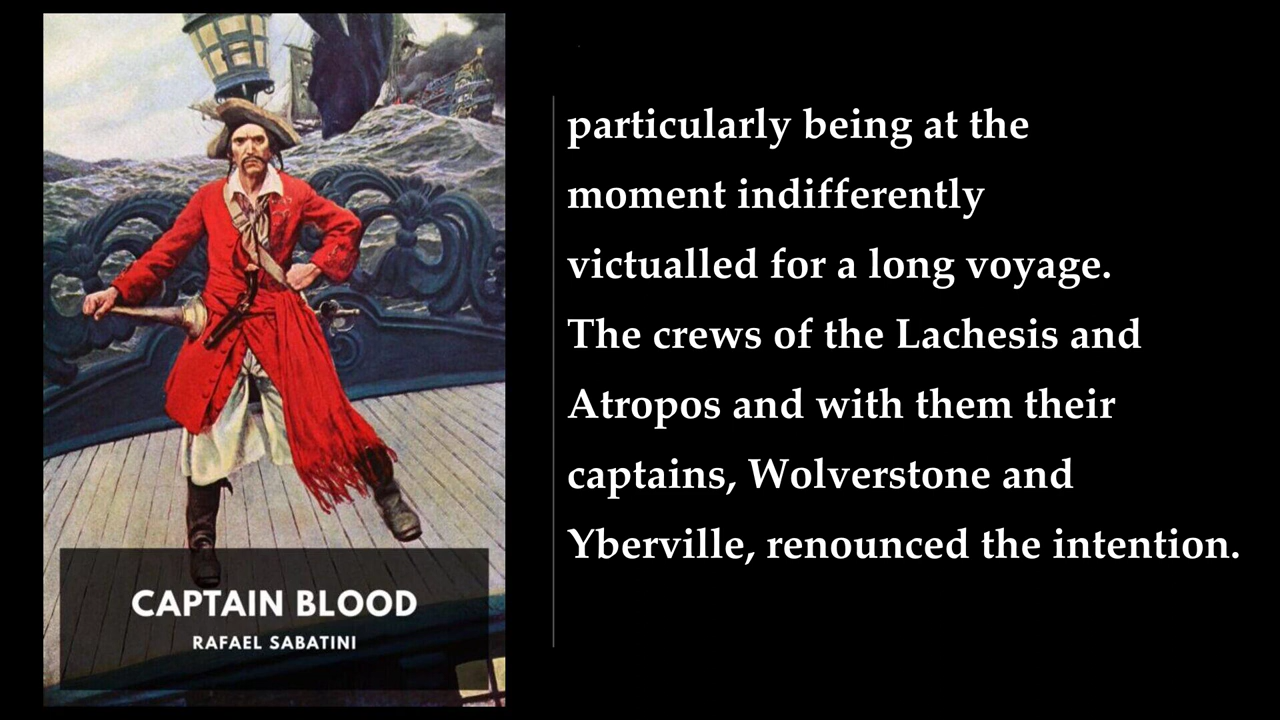 CAPTAIN BLOOD
RAFAEL SABATINI
particularly being at the
moment indifferently
victualled for a long voyage.
The crews of the Lachesis and
Atropos and with them their
captains, Wolverstone and
Yberville, renounced the intention.